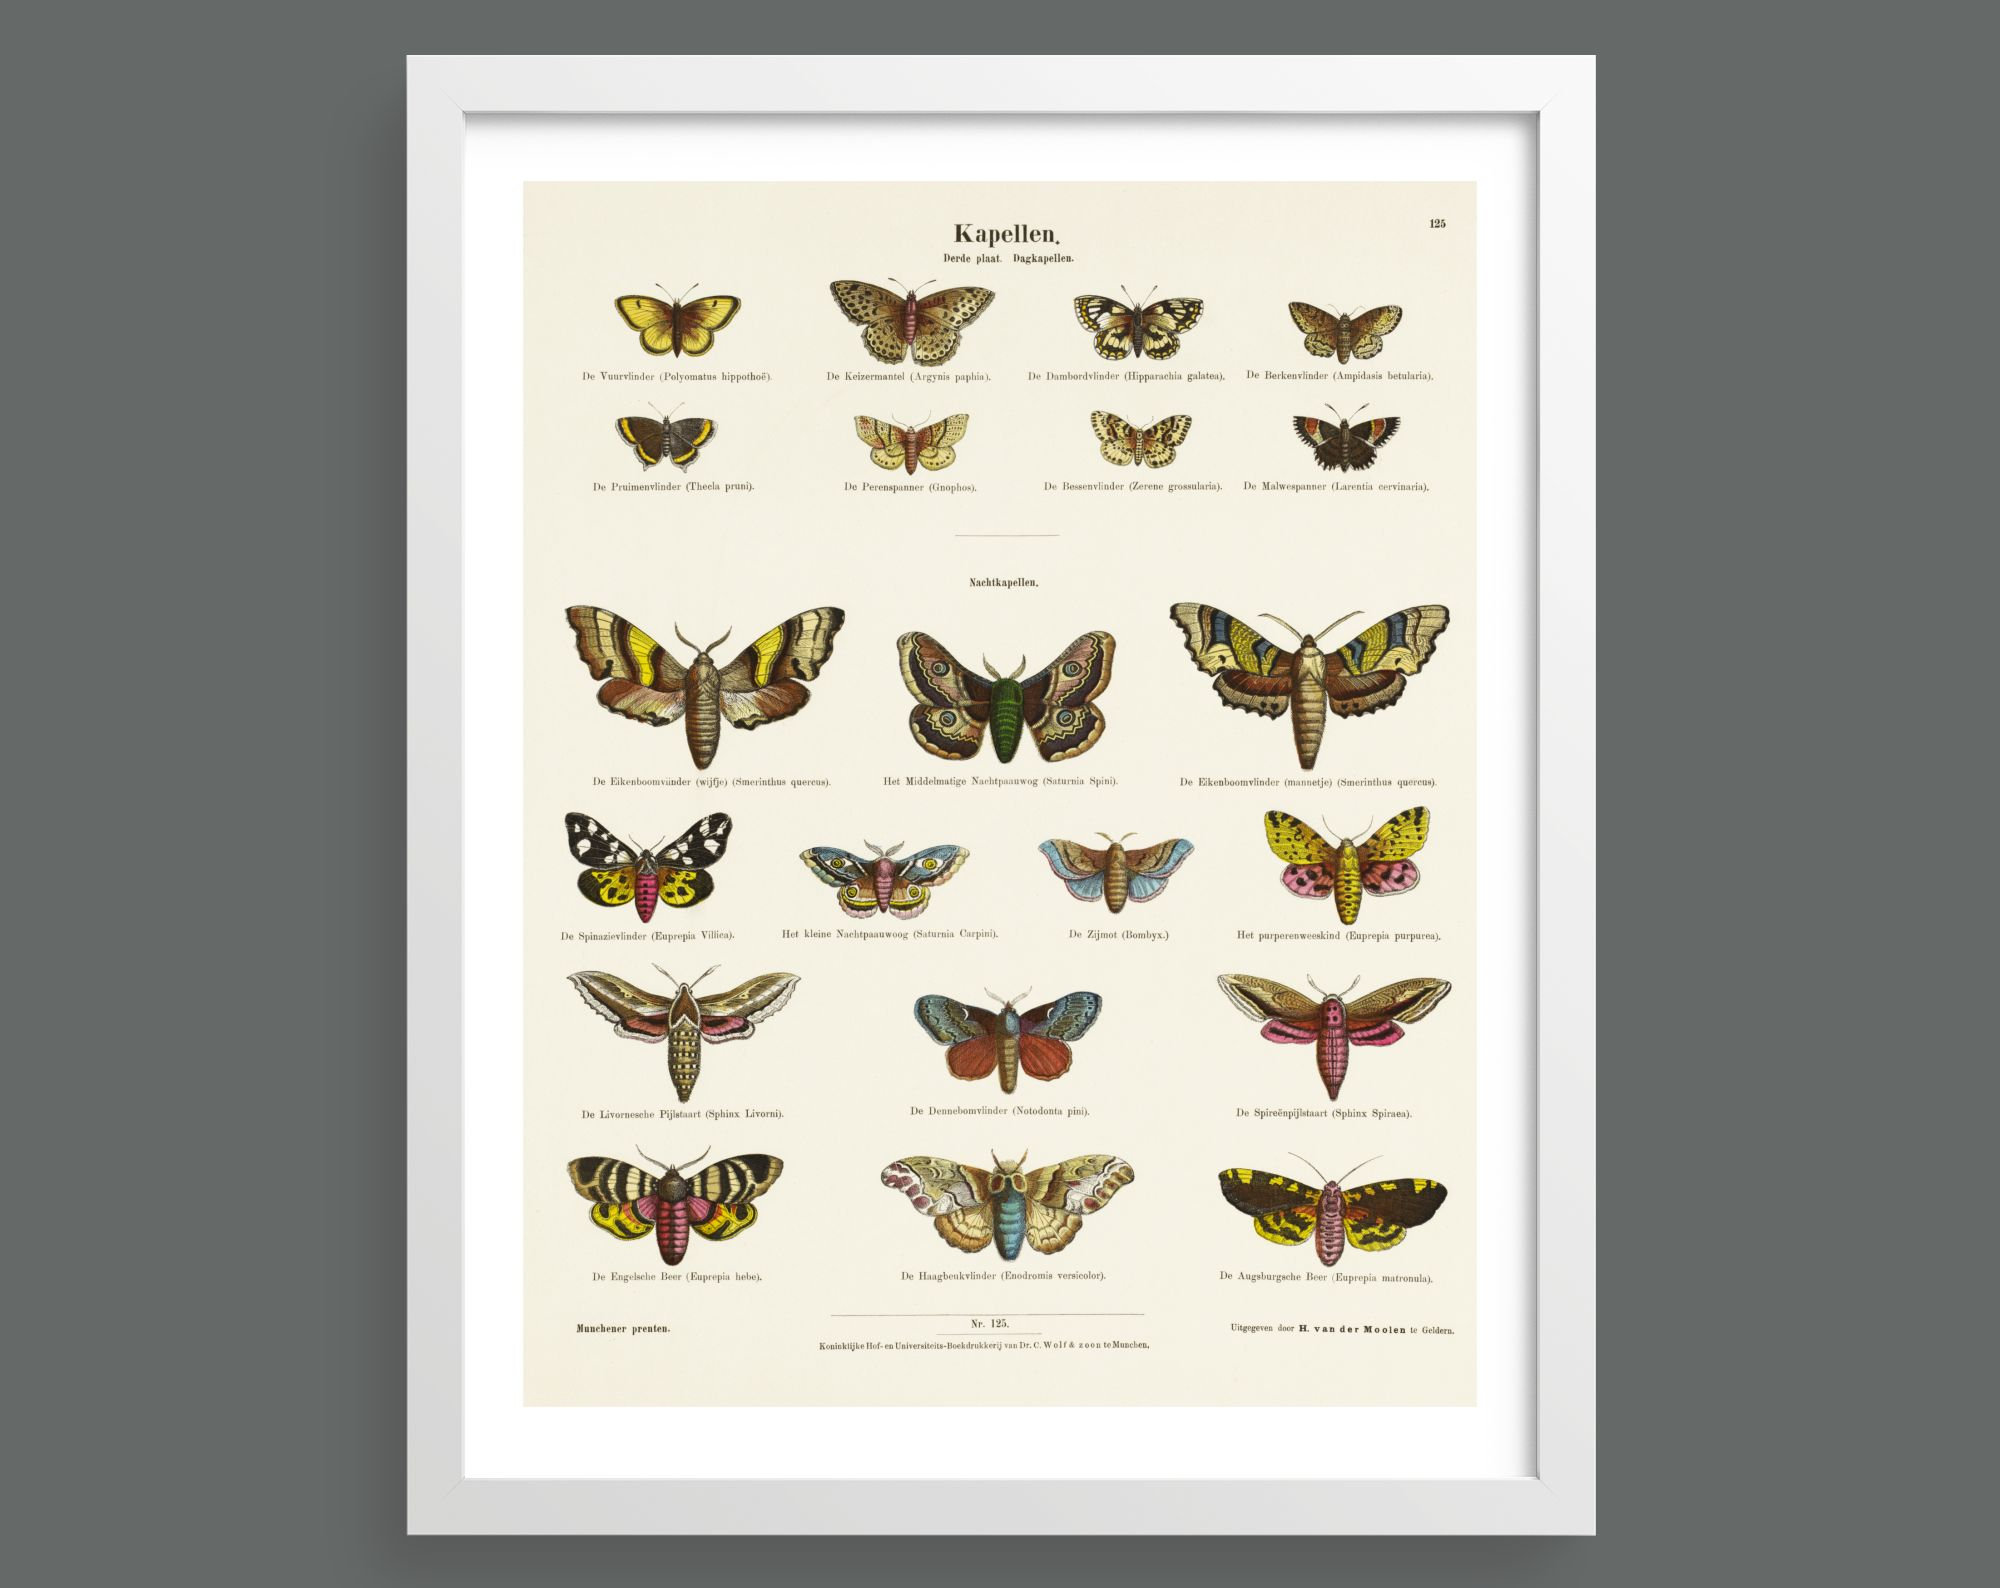 125
Kapellen.
Derde plaat. Dagkapellen.
De Vuurvlinder (Polyomatus hippothoë).
De Keizermantel (Argynis paphia).
De Dambordvlinder (Hipparachia galatea).
De Berkenvlinder (Ampidasis betularia).
De Pruimenvlinder (Thecla pruni).
De Perenspanner (Gnophos).
De Bessenvlinder (Zerene grossularia).
De Malwespanner (Larentia cervinaria).
Nachtkapellen.
De Eikenboomvlinder (wijfje) (Smerinthus quercus).
Het Middelmatige Nachtpaauwog (Saturnia Spini).
De Eikenboomvlinder (mannetje) (Smerinthus quercus).
De Spinazievlinder (Euprepia Villica).
Het kleine Nachtpaauwoog (Saturnia Carpini).
De Zijmot (Bombyx.)
Het purperenweeskind (Euprepia purpurea).
De Livornesche Pijlstaart (Sphinx Livorni).
De Dennebomvlinder (Notodonta pini).
De Spireënpijlstaart (Sphinx Spiraea).
De Engelsche Beer (Euprepia hebe).
De Haagbeukvlinder (Enodromis versicolor).
De Augsburgsche Beer (Euprepia matronula).
Munchener prenten.
Nr. 125.
Koninklijke Hof- en Universiteits-Boekdrukkerij van Dr. C. Wolf & zoon te Munchen.
Uitgegeven door H. van der Moolen te Geldern.